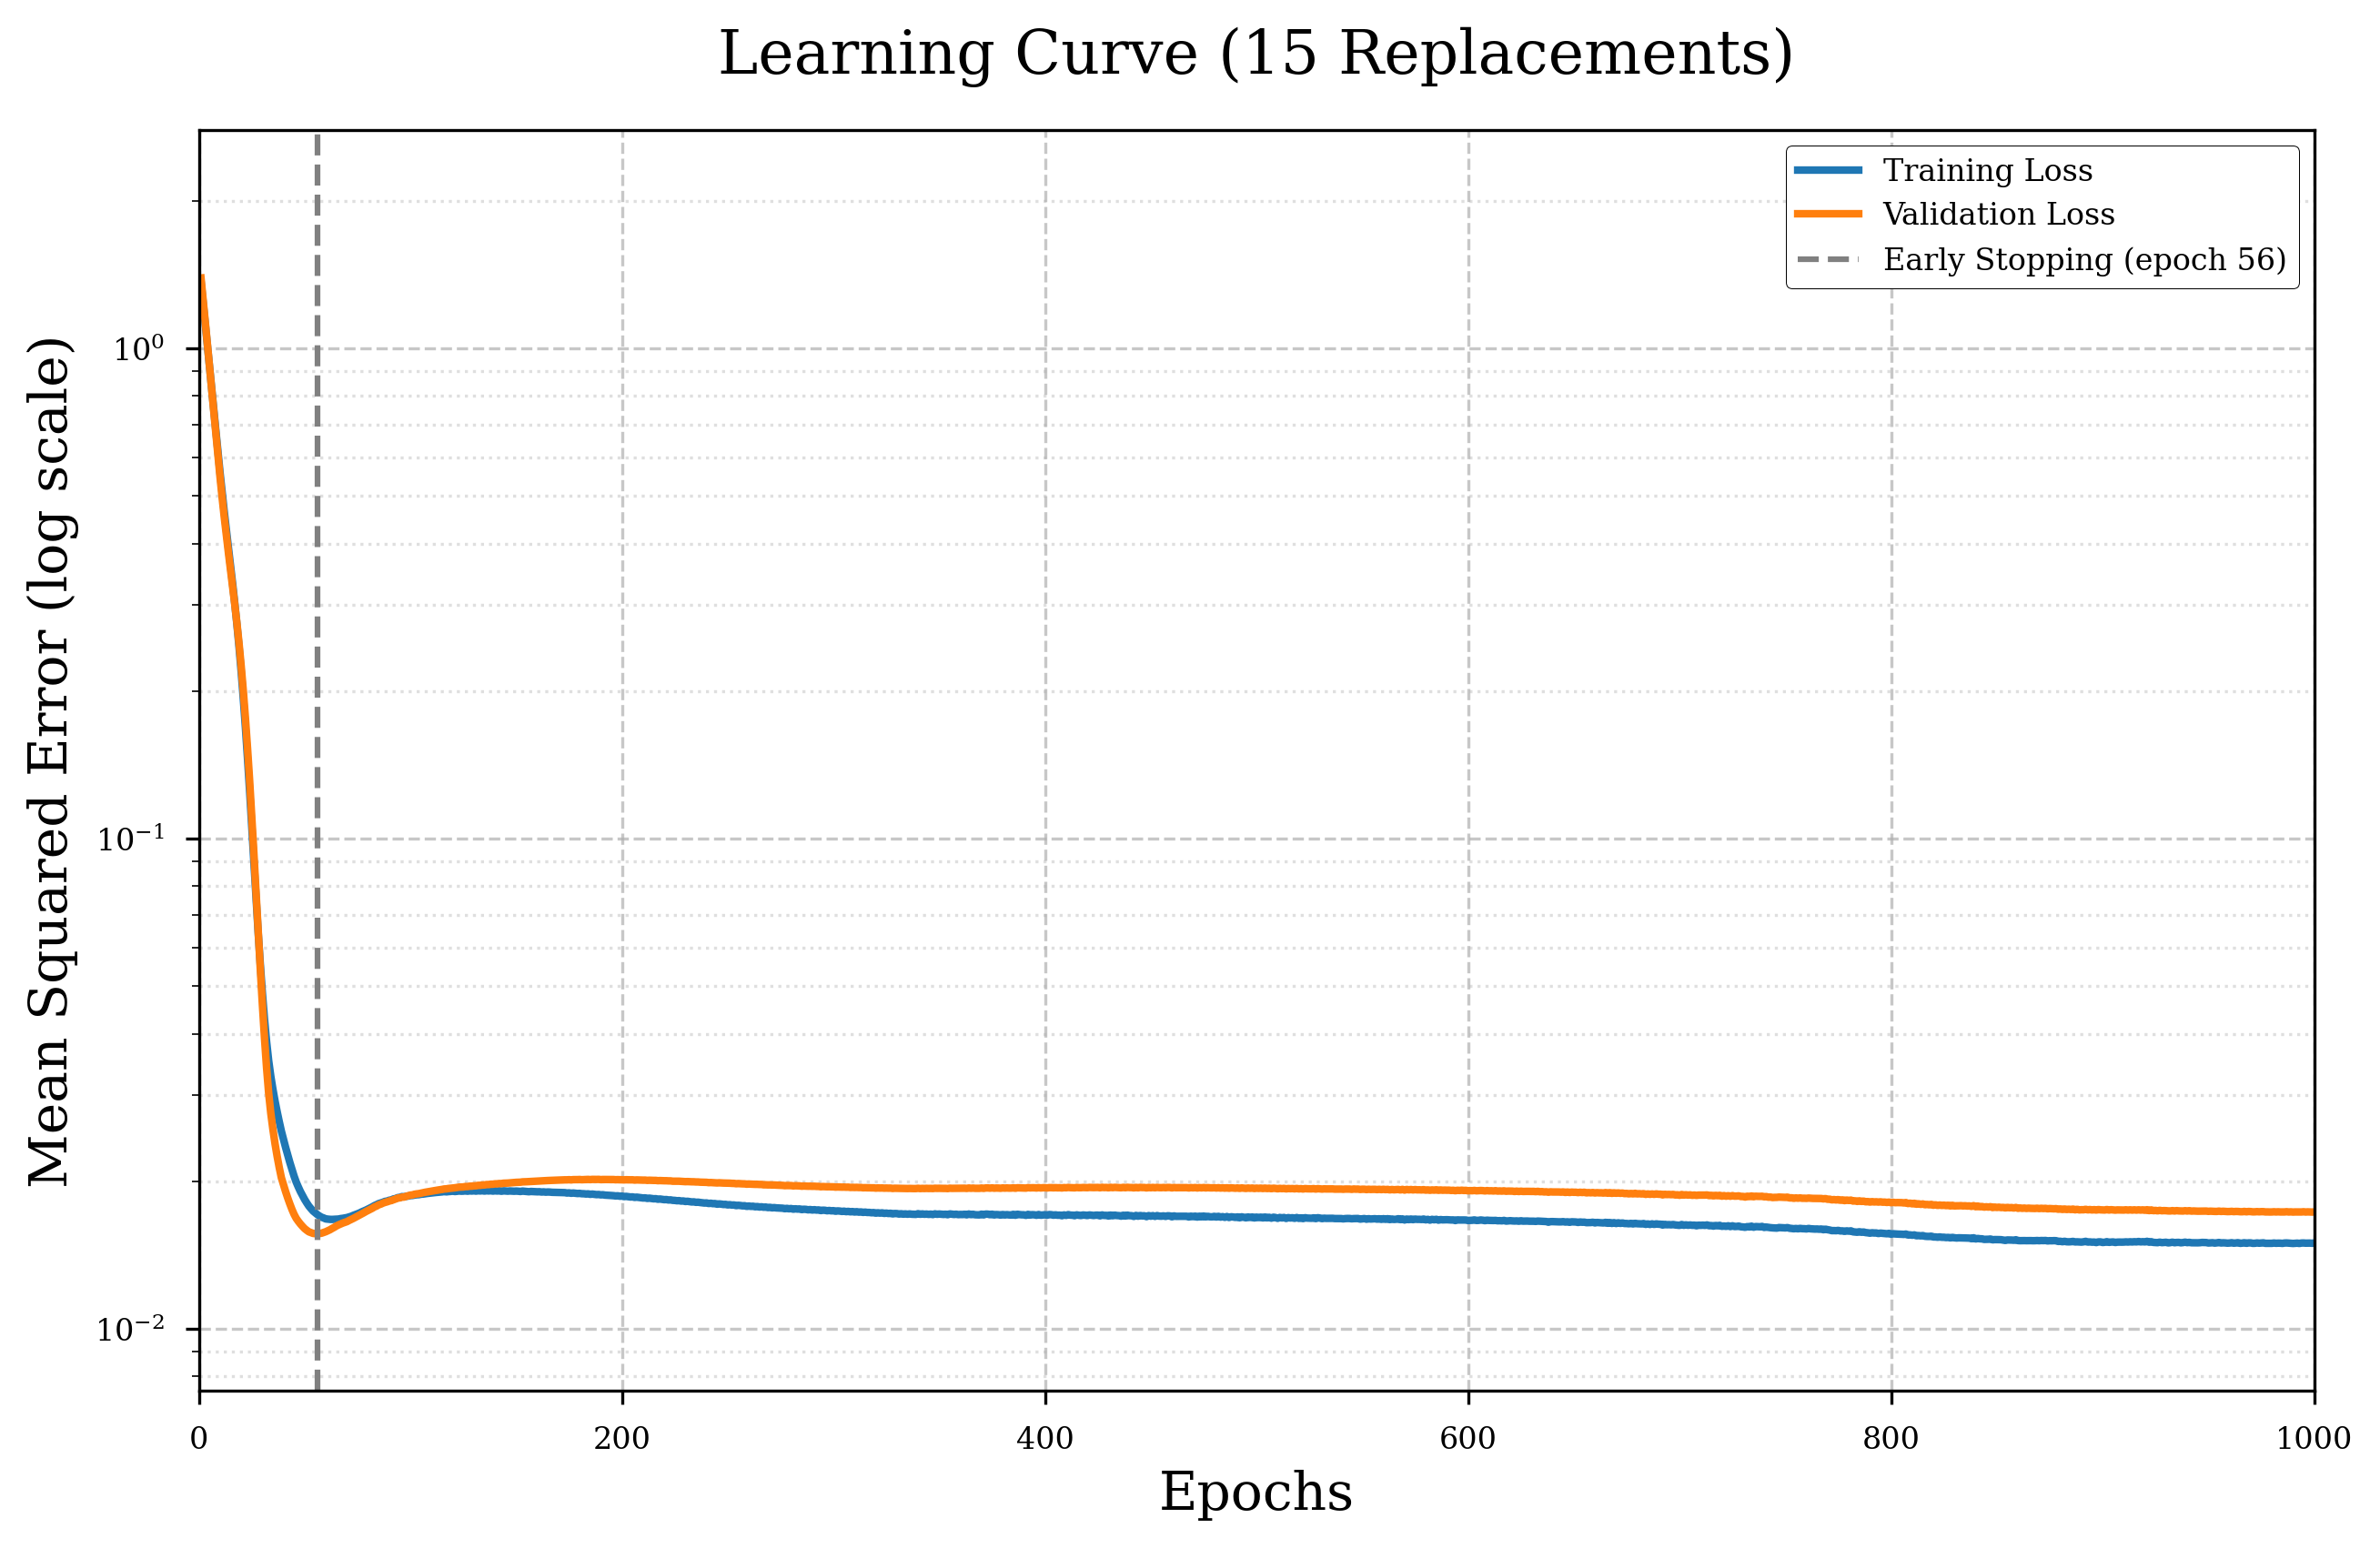 Learning Curve (15 Replacements)
Training Loss
Validation Loss
Early Stopping (epoch 56)
Mean Squared Error (log scale)
10⁰
10⁻¹
10⁻²
0 200 400 600 800 1000
Epochs